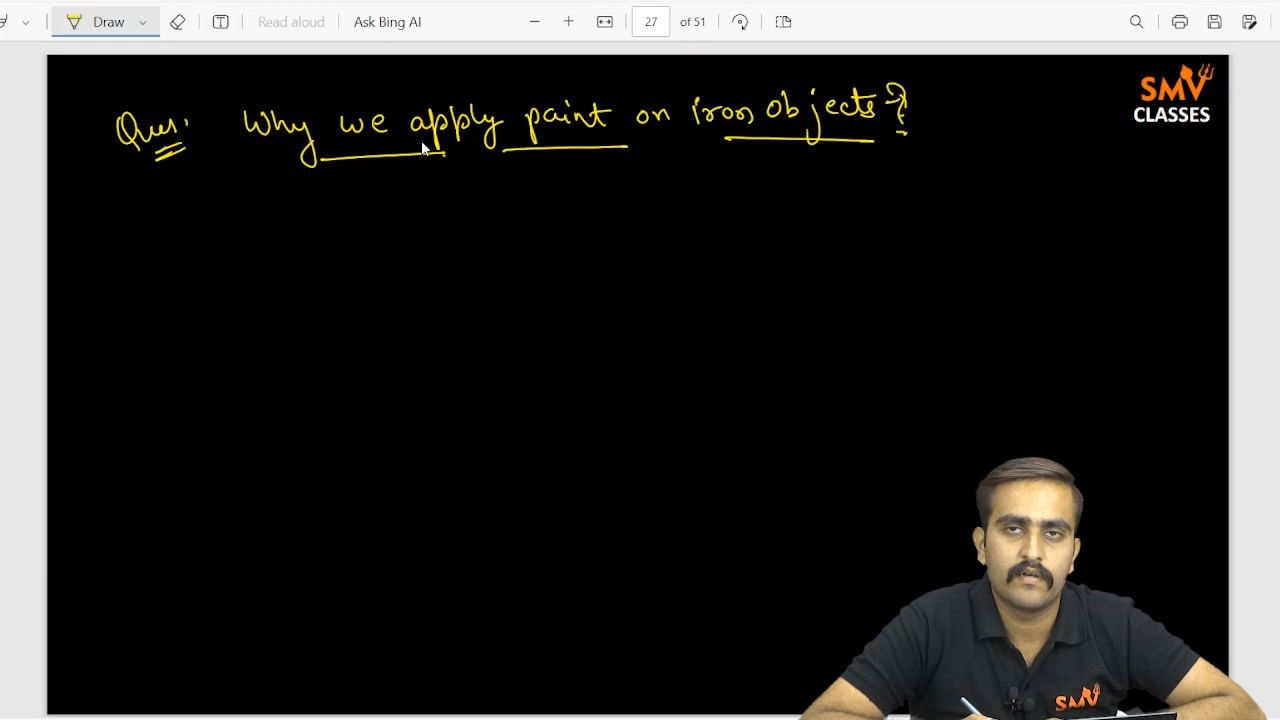 Draw
Read aloud
Ask Bing AI
27 of 51
SMV
CLASSES
Ques. Why we apply paint on iron objects?
SMV